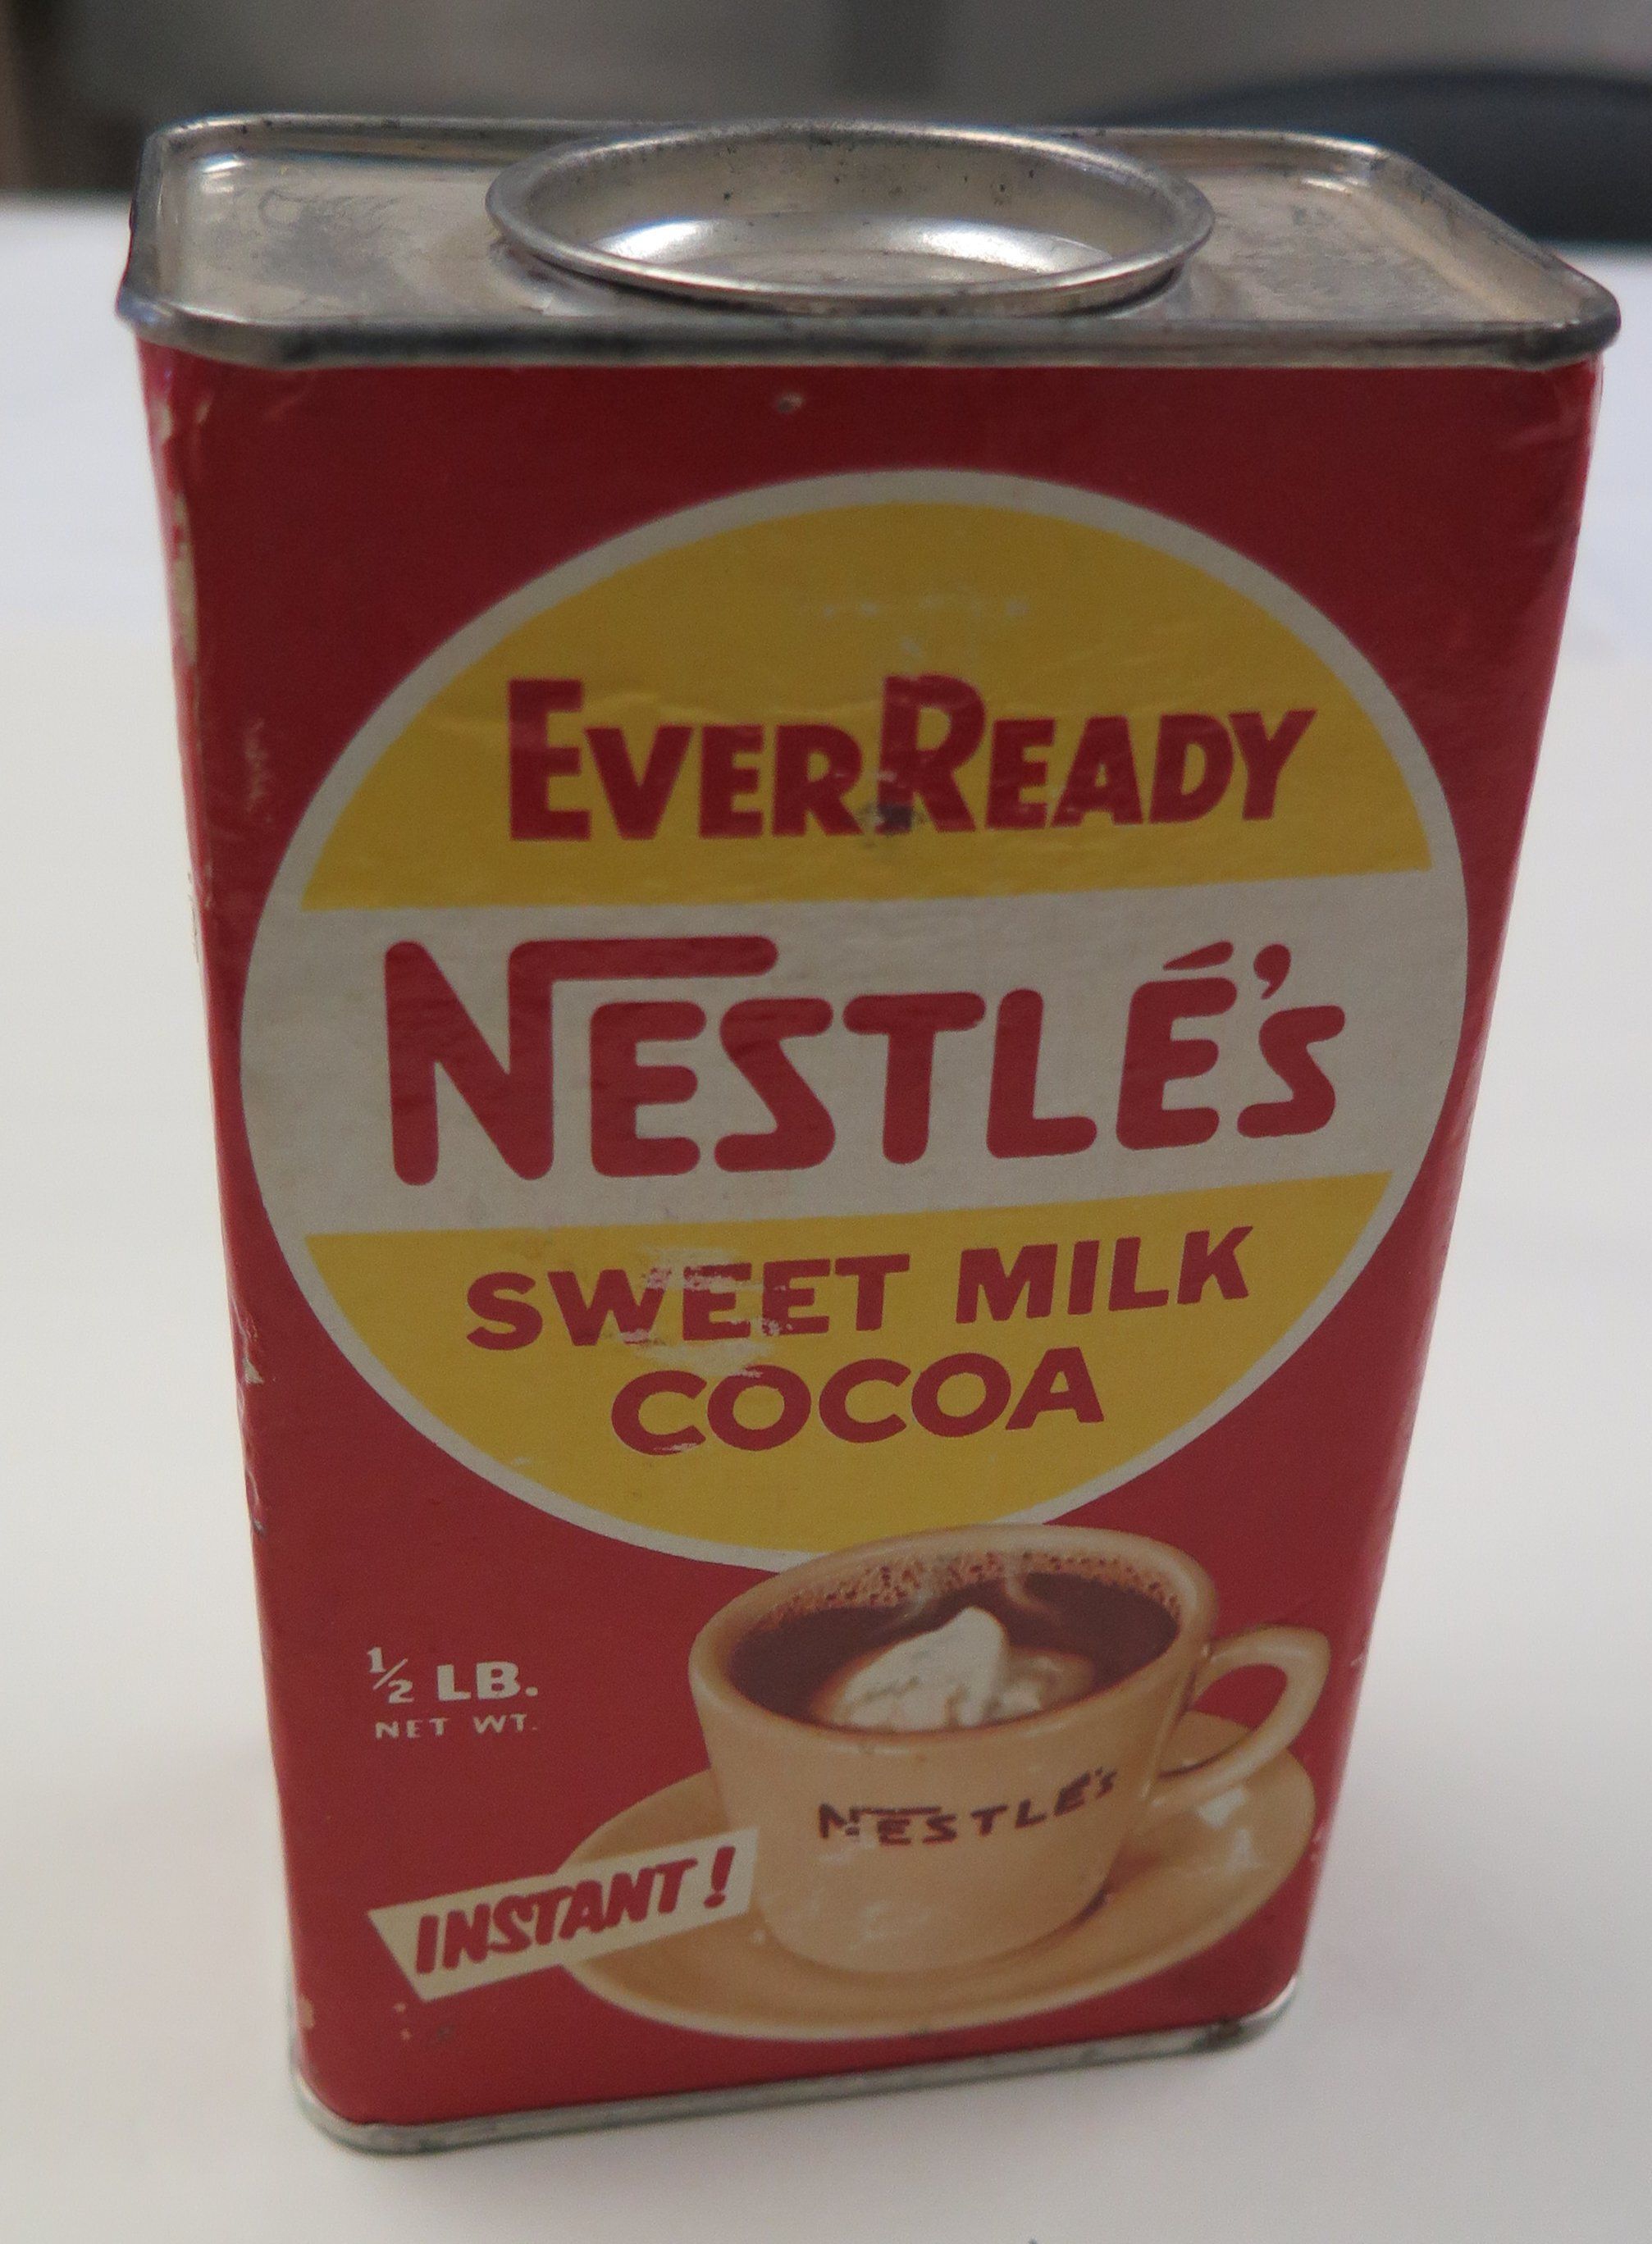 EVERREADY
NESTLÉ'S
SWEET MILK
COCOA
½ LB.
NET WT.
NESTLÉ'S
INSTANT!